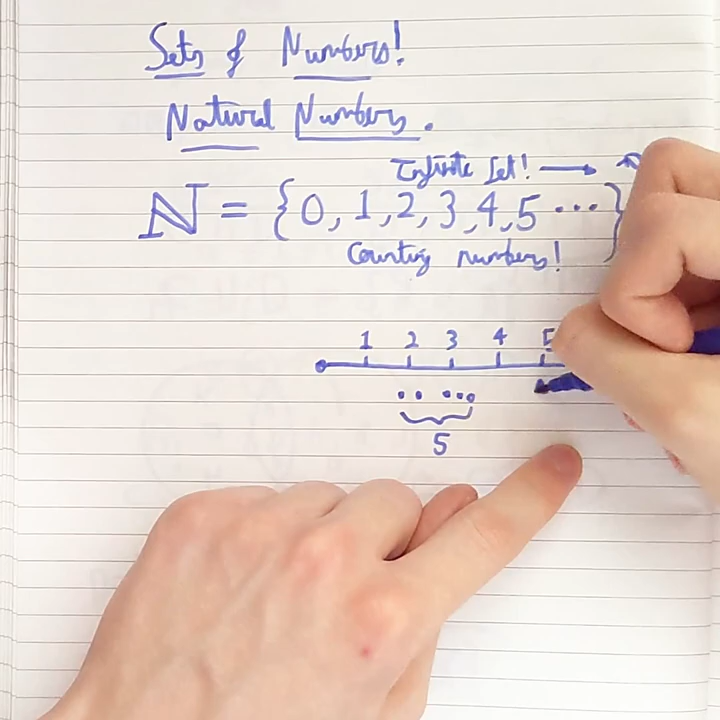 Sets of Numbers!
Natural Numbers.
Infinite Set! →
ℕ = {0, 1, 2, 3, 4, 5 ... }
Counting numbers!
1 2 3 4 5
5